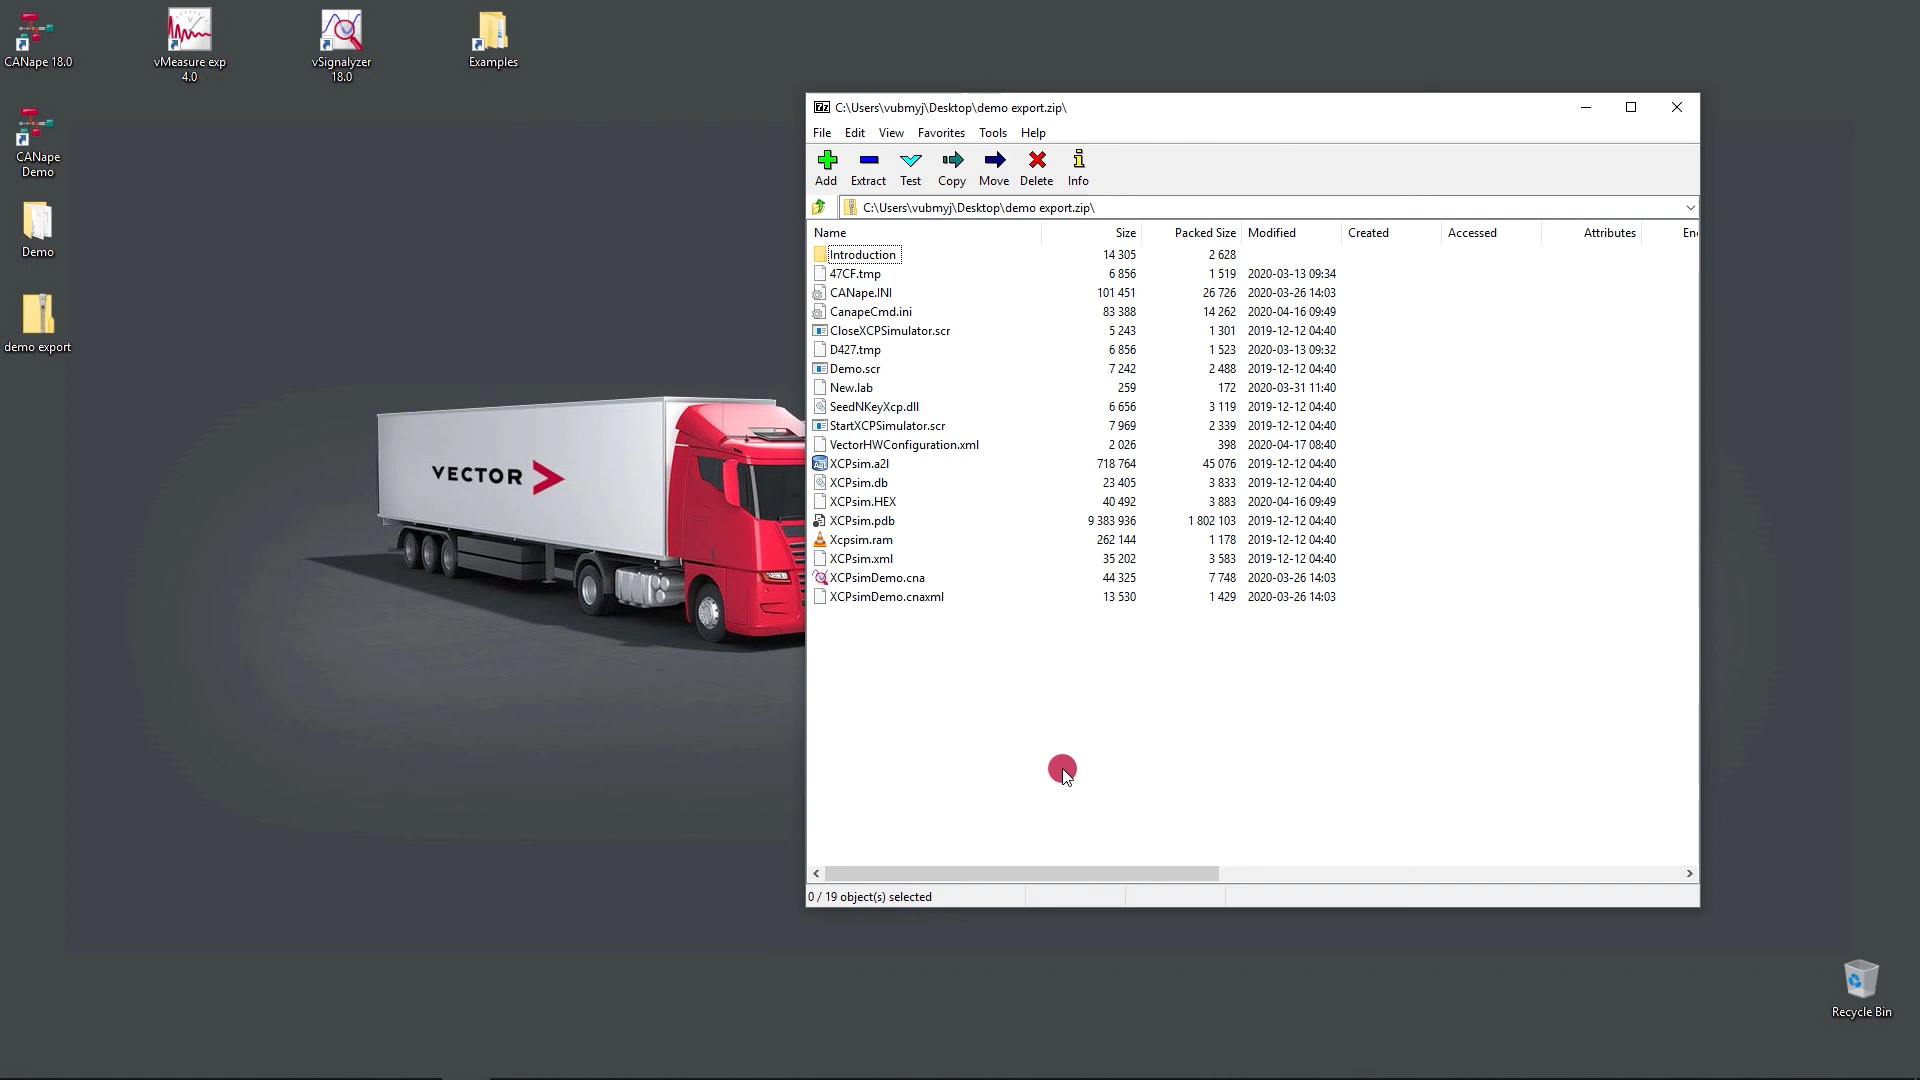 CANape 18.0
vMeasure exp
4.0
vSignalyzer
18.0
Examples
CANape
Demo
Demo
demo export
VECTOR
C:\Users\vubmyj\Desktop\demo export.zip\
File Edit View Favorites Tools Help
Add Extract Test Copy Move Delete Info
C:\Users\vubmyj\Desktop\demo export.zip\
Name Size Packed Size Modified Created Accessed Attributes En
Introduction 14 305 2 628
47CF.tmp 6 856 1 519 2020-03-13 09:34
CANape.INI 101 451 26 726 2020-03-26 14:03
CanapeCmd.ini 83 388 14 262 2020-04-16 09:49
CloseXCPSimulator.scr 5 243 1 301 2019-12-12 04:40
D427.tmp 6 856 1 523 2020-03-13 09:32
Demo.scr 7 242 2 488 2019-12-12 04:40
New.lab 259 172 2020-03-31 11:40
SeedNKeyXcp.dll 6 656 3 119 2019-12-12 04:40
StartXCPSimulator.scr 7 969 2 339 2019-12-12 04:40
VectorHWConfiguration.xml 2 026 398 2020-04-17 08:40
XCPsim.a2l 718 764 45 076 2019-12-12 04:40
XCPsim.db 23 405 3 833 2019-12-12 04:40
XCPsim.HEX 40 492 3 883 2020-04-16 09:49
XCPsim.pdb 9 383 936 1 802 103 2019-12-12 04:40
Xcpsim.ram 262 144 1 178 2019-12-12 04:40
XCPsim.xml 35 202 3 583 2019-12-12 04:40
XCPsimDemo.cna 44 325 7 748 2020-03-26 14:03
XCPsimDemo.cnaxml 13 530 1 429 2020-03-26 14:03
0 / 19 object(s) selected
Recycle Bin